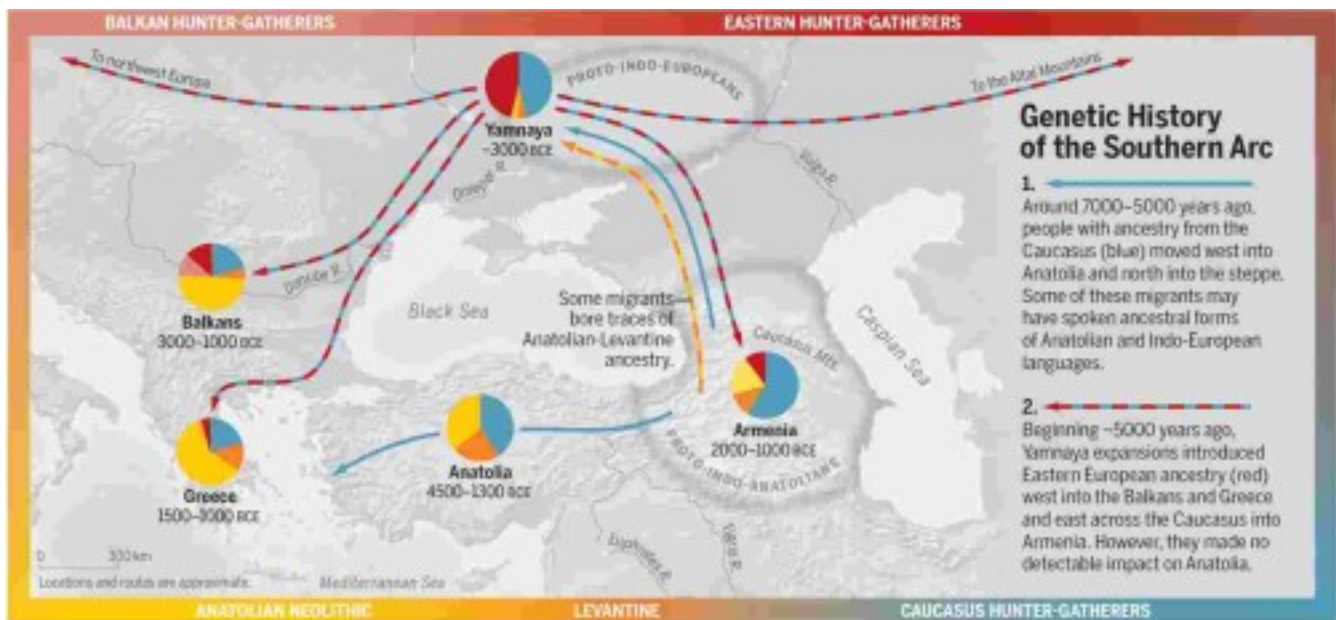 BALKAN HUNTER-GATHERERS
EASTERN HUNTER-GATHERERS
To northwest Europe
PROTO-INDO-EUROPEANS
To the Altai Mountains
Yamnaya
~3000 BCE
Dnieper R.
Volga R.
Danube R.
Balkans
3000–1000 BCE
Black Sea
Some migrants
bore traces of
Anatolian-Levantine
ancestry.
Caucasus Mts.
Caspian Sea
Armenia
2000–1000 BCE
PROTO-INDO-ANATOLIANS
Anatolia
4500–1300 BCE
Greece
Euphrates R.
Tigris R.
0 300 km
Locations and routes are approximate.
Mediterranean Sea
Genetic History
of the Southern Arc
1.
Around 7000–5000 years ago,
people with ancestry from the
Caucasus (blue) moved west into
Anatolia and north into the steppe.
Some of these migrants may
have spoken ancestral forms
of Anatolian and Indo-European
languages.
2.
Beginning ~5000 years ago,
Yamnaya expansions introduced
Eastern European ancestry (red)
west into the Balkans and Greece
and east across the Caucasus into
Armenia. However, they made no
detectable impact on Anatolia.
ANATOLIAN NEOLITHIC
LEVANTINE
CAUCASUS HUNTER-GATHERERS